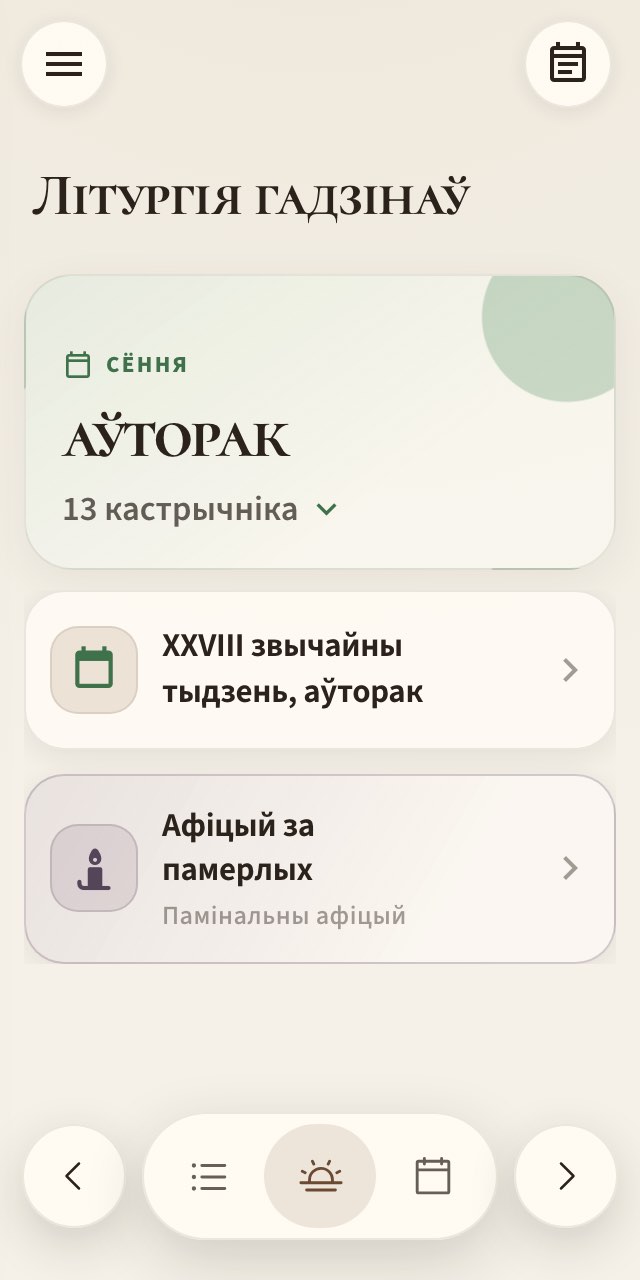 Літургія гадзінаў
СЁННЯ
АЎТОРАК
13 кастрычніка
XXVIII звычайны
тыдзень, аўторак
Афіцый за
памерлых
Памінальны афіцый